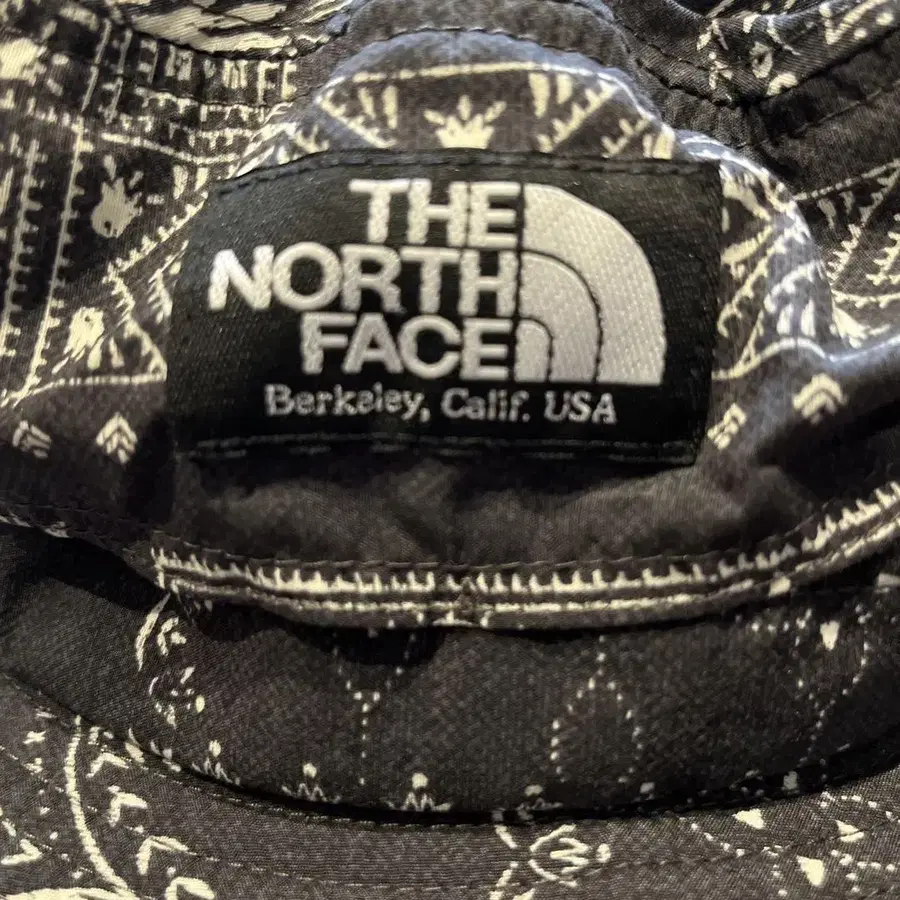 THE
NORTH
FACE
Berkeley, Calif. USA